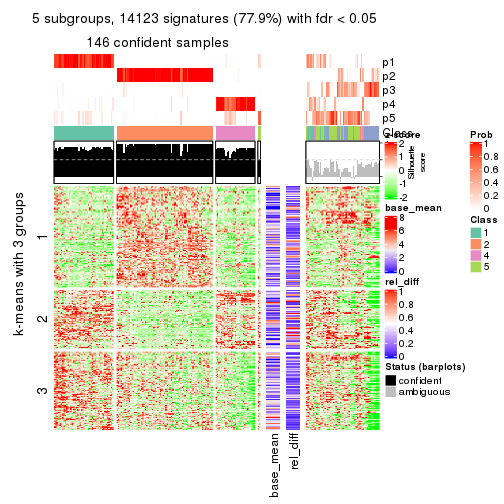 5 subgroups, 14123 signatures (77.9%) with fdr < 0.05
146 confident samples
p1
p2
p3
p4
p5
Class
z-score
2
1
0
-1
-2
Silhouette
score
Prob
1
0.8
0.6
0.4
0.2
0
Class
1
2
4
5
base_mean
8
6
4
2
0
rel_diff
1
0.8
0.6
0.4
0.2
0
Status (barplots)
confident
ambiguous
k-means with 3 groups
1
2
3
base_mean
rel_diff